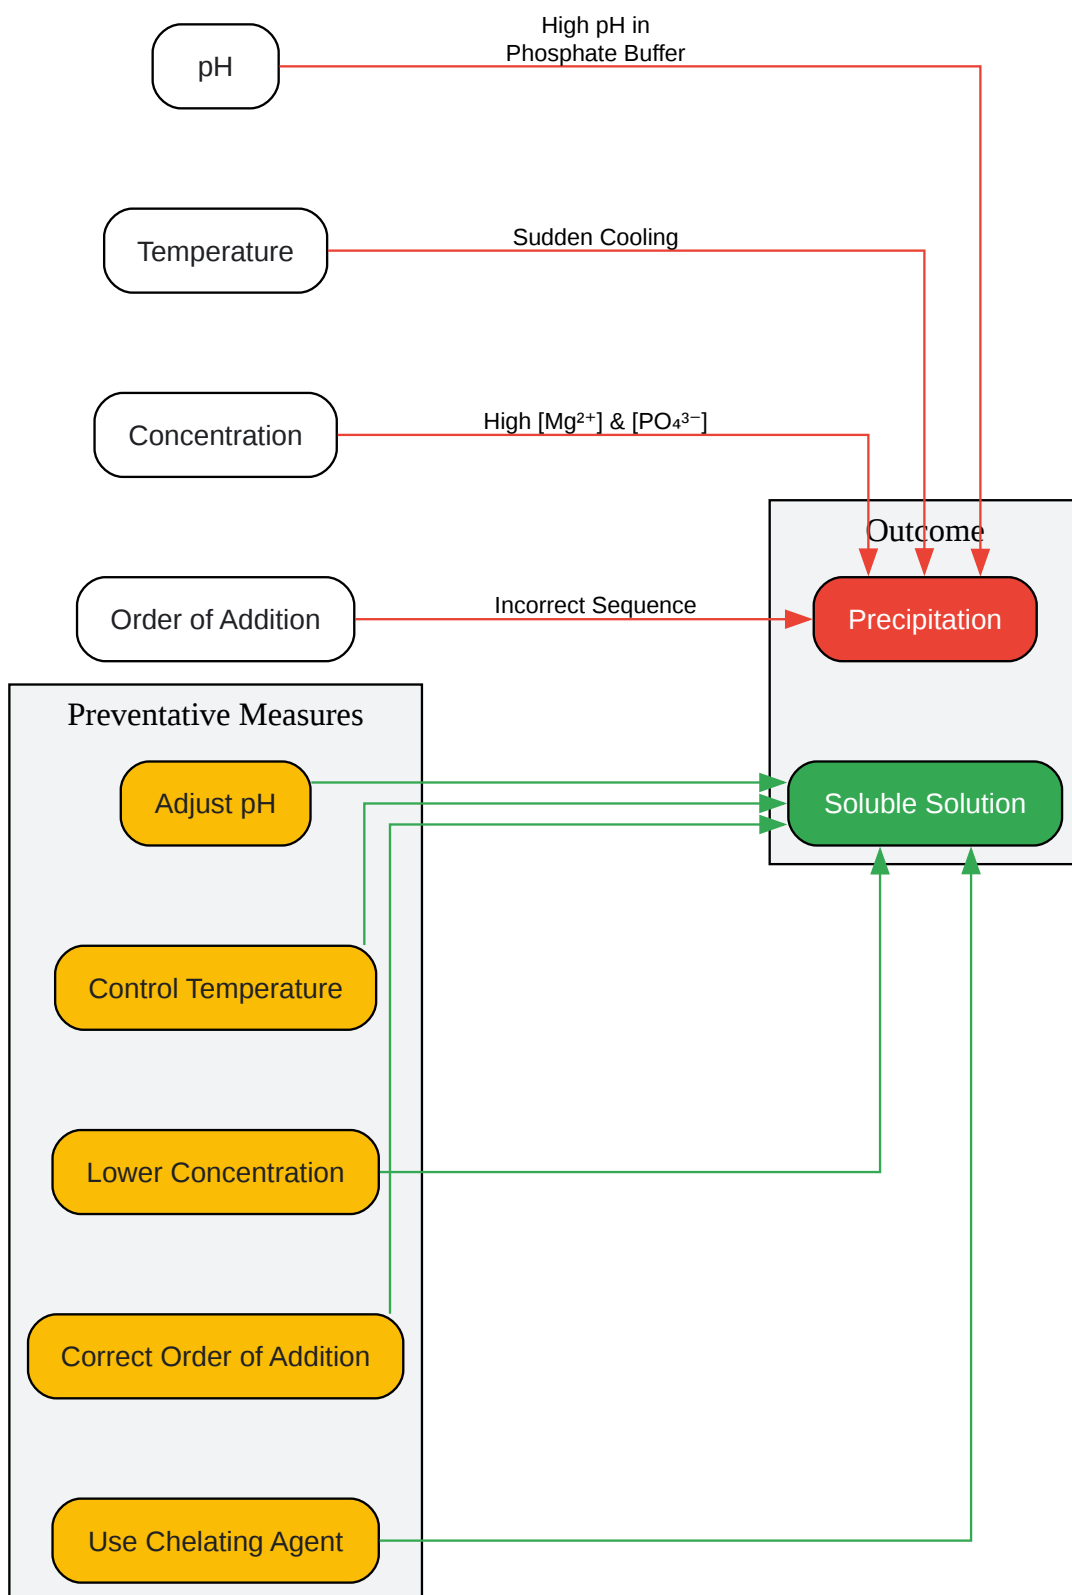 High pH in
Phosphate Buffer
pH
Sudden Cooling
Temperature
High [Mg²⁺] & [PO₄³⁻]
Concentration
Outcome
Incorrect Sequence
Order of Addition
Precipitation
Preventative Measures
Adjust pH
Soluble Solution
Control Temperature
Lower Concentration
Correct Order of Addition
Use Chelating Agent